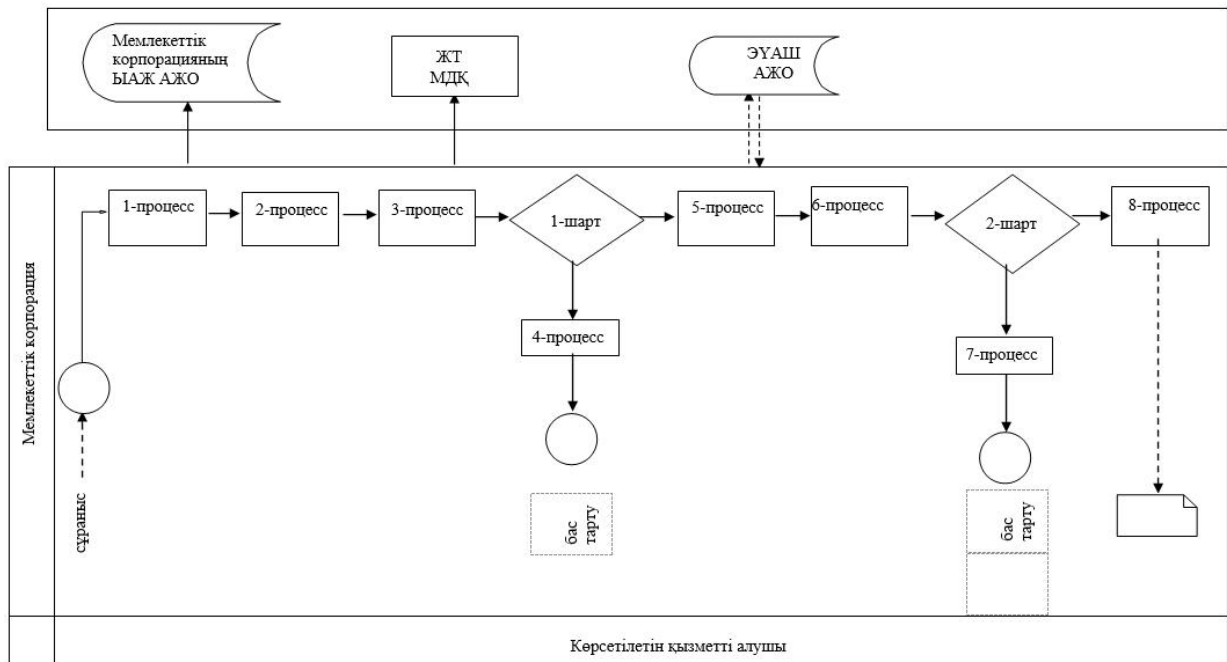 Мемлекеттік
корпорацияның
ЫАЖ АЖО
ЖТ
МДҚ
ЭҮАШ
АЖО
Мемлекеттік корпорация
1-процесс
2-процесс
3-процесс
1-шарт
5-процесс
6-процесс
2-шарт
8-процесс
4-процесс
7-процесс
сұраныс
бас
тарту
бас
тарту
Көрсетілетін қызметті алушы